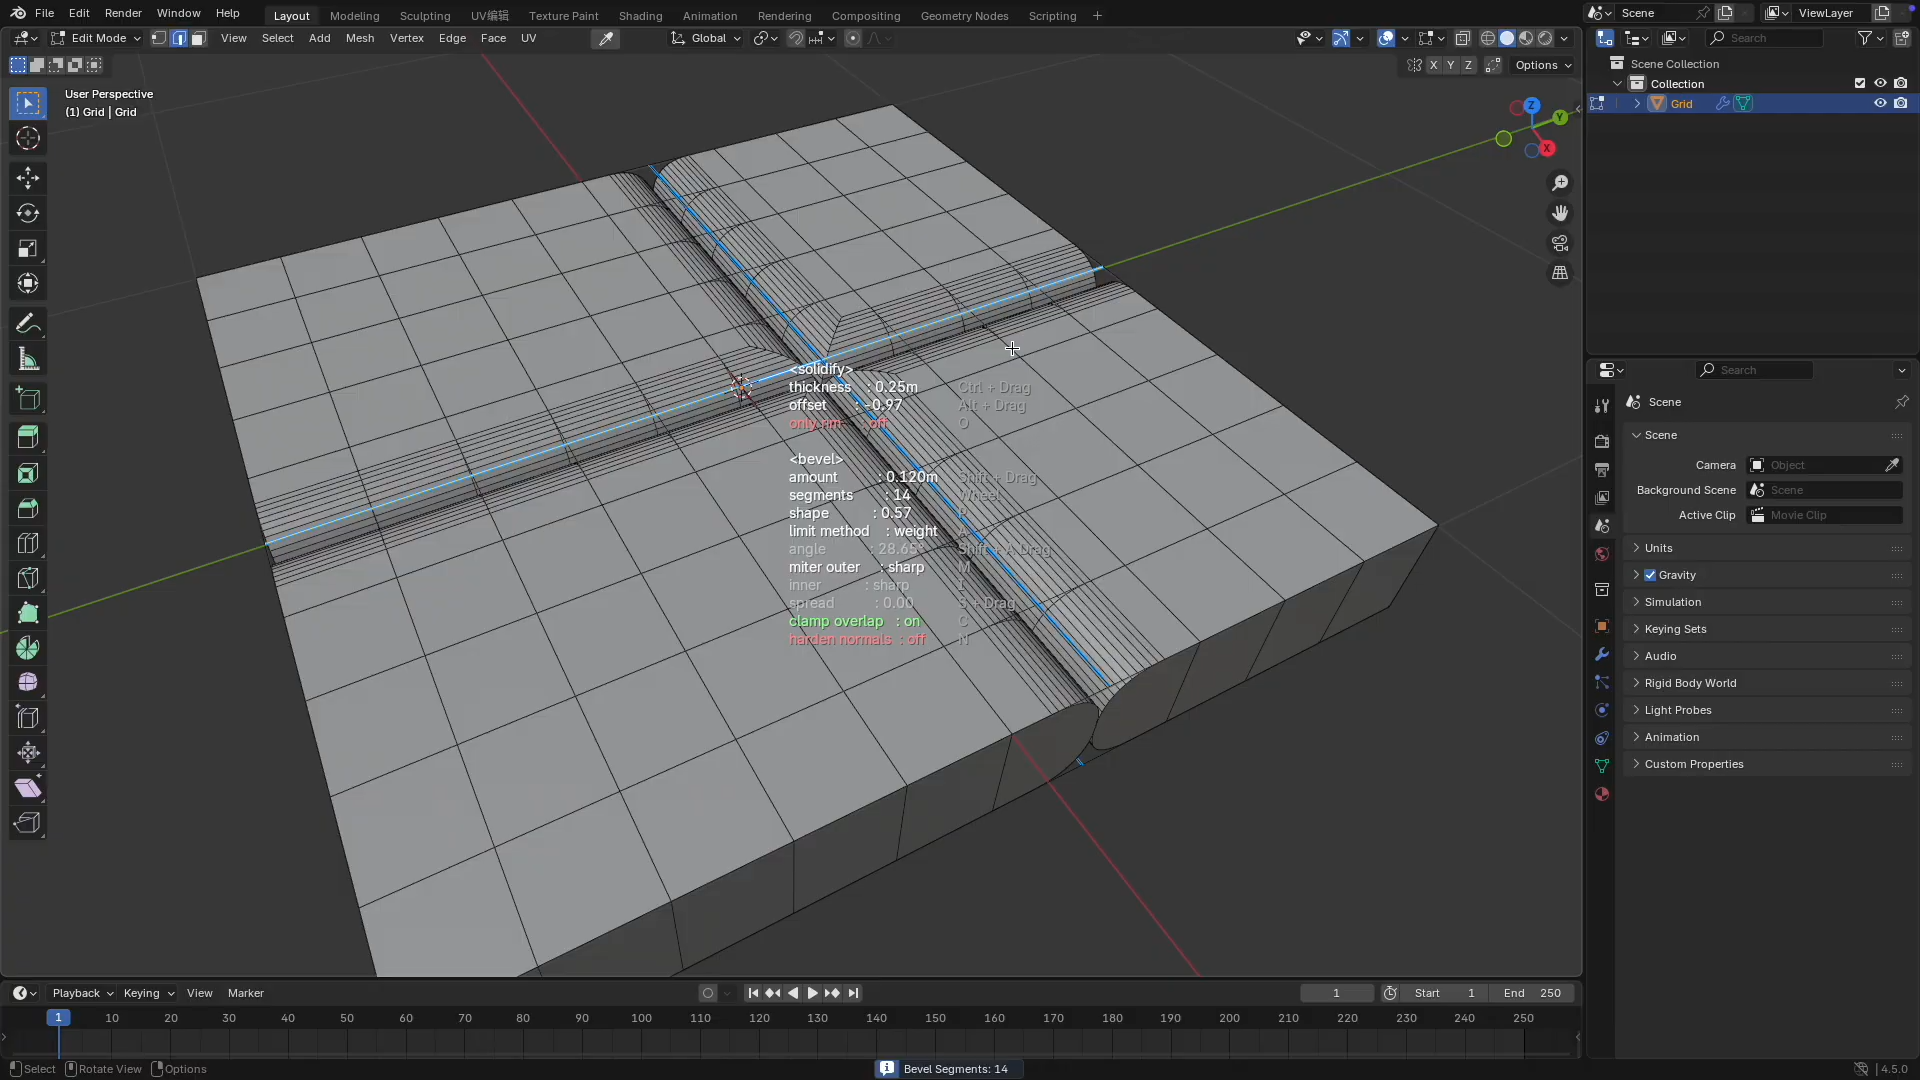 File Edit Render Window Help Layout Modeling Sculpting UV编辑 Texture Paint Shading Animation Rendering Compositing Geometry Nodes Scripting + Scene ViewLayer
Edit Mode View Select Add Mesh Vertex Edge Face UV Global Search
X Y Z Options
Scene Collection
Collection
Grid
User Perspective
(1) Grid | Grid
Z
Y
X
<solidify>
thickness : 0.25m Ctrl + Drag
offset : -0.97 Alt + Drag
only rim : off O
<bevel>
amount : 0.120m Shift + Drag
segments : 14 Wheel
shape : 0.57
limit method : weight A
angle : 28.65° Shift + A Drag
miter outer : sharp M
inner : sharp I
spread : 0.00 S + Drag
clamp overlap : on C
harden normals : off N
Search
Scene
Scene
Camera Object
Background Scene Scene
Active Clip Movie Clip
Units
Gravity
Simulation
Keying Sets
Audio
Rigid Body World
Light Probes
Animation
Custom Properties
Playback Keying View Marker 1 Start 1 End 250
1 10 20 30 40 50 60 70 80 90 100 110 120 130 140 150 160 170 180 190 200 210 220 230 240 250
Select Rotate View Options Bevel Segments: 14 4.5.0